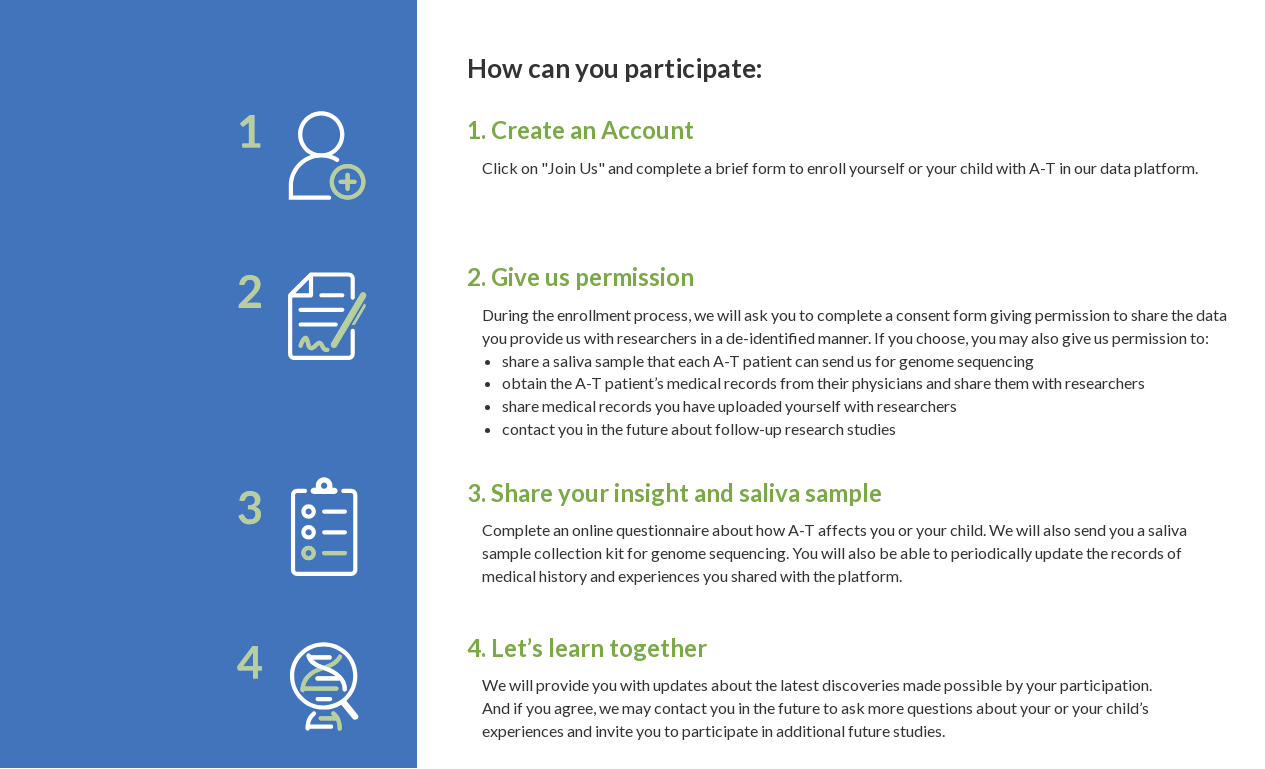 How can you participate:
1
1. Create an Account
Click on "Join Us" and complete a brief form to enroll yourself or your child with A-T in our data platform.
2
2. Give us permission
During the enrollment process, we will ask you to complete a consent form giving permission to share the data
you provide us with researchers in a de-identified manner. If you choose, you may also give us permission to:
• share a saliva sample that each A-T patient can send us for genome sequencing
• obtain the A-T patient’s medical records from their physicians and share them with researchers
• share medical records you have uploaded yourself with researchers
• contact you in the future about follow-up research studies
3
3. Share your insight and saliva sample
Complete an online questionnaire about how A-T affects you or your child. We will also send you a saliva
sample collection kit for genome sequencing. You will also be able to periodically update the records of
medical history and experiences you shared with the platform.
4
4. Let’s learn together
We will provide you with updates about the latest discoveries made possible by your participation.
And if you agree, we may contact you in the future to ask more questions about your or your child’s
experiences and invite you to participate in additional future studies.